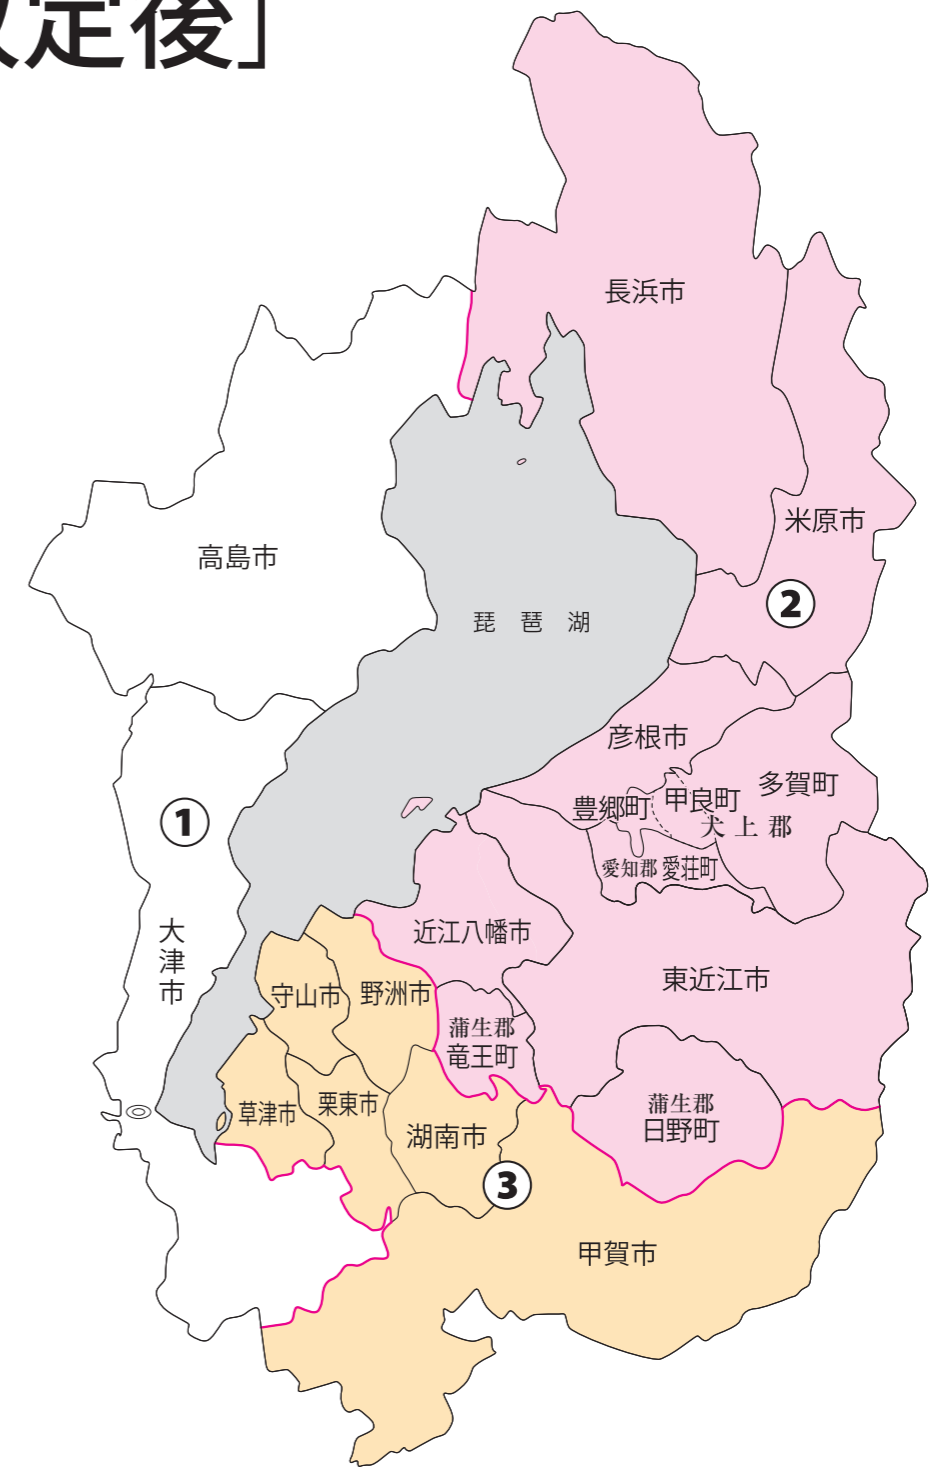 定後］
長浜市
米原市
高島市
②
琵琶湖
彦根市
多賀町
甲良町
豊郷町
犬上郡
①
愛知郡 愛荘町
近江八幡市
大津市
東近江市
守山市
野洲市
蒲生郡
竜王町
草津市
栗東市
蒲生郡
日野町
湖南市
③
甲賀市